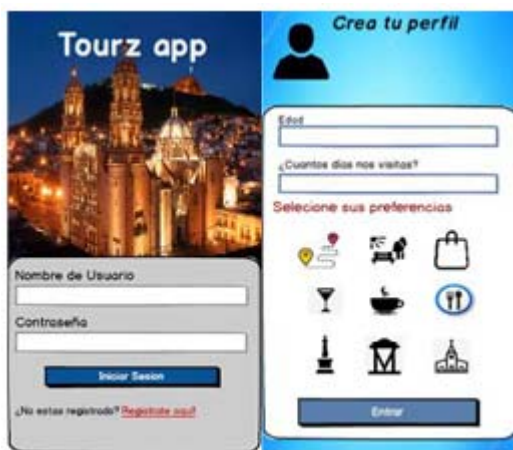 Tourz app
Nombre de Usuario
Contraseña
Iniciar Sesion
¿No estas registrado? Registrate aqui!
Crea tu perfil
Edad
¿Cuantos días nos visitas?
Selecione sus preferencias
Entrar